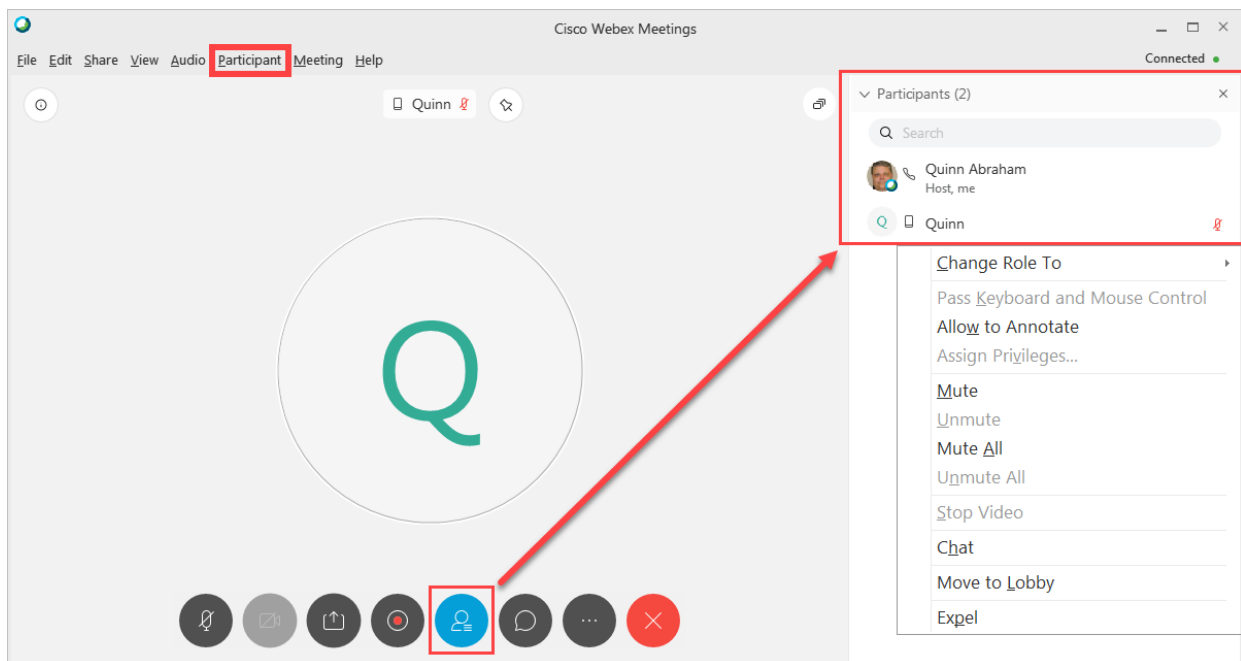 Cisco Webex Meetings
File Edit Share View Audio Participant Meeting Help
Connected
Quinn
Participants (2)
Search
Quinn Abraham
Host, me
Q Quinn
Q
Change Role To
Pass Keyboard and Mouse Control
Allow to Annotate
Assign Privileges...
Mute
Unmute
Mute All
Unmute All
Stop Video
Chat
Move to Lobby
Expel